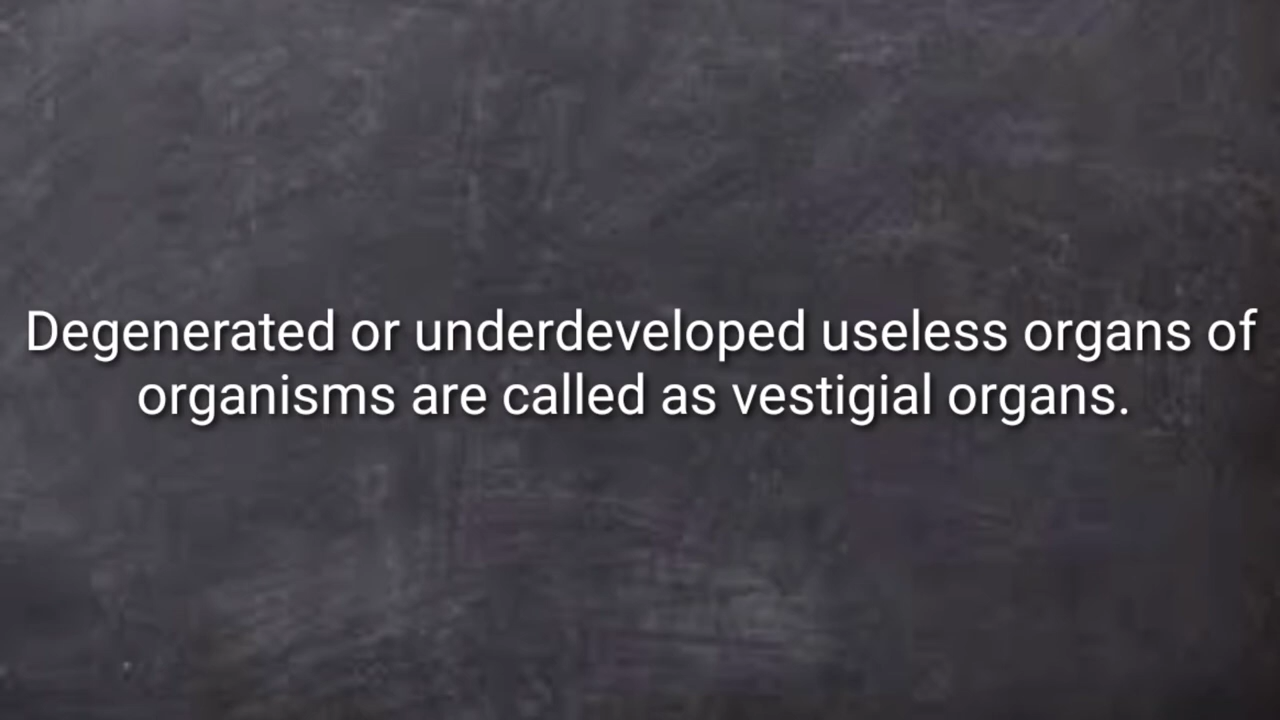 Degenerated or underdeveloped useless organs of
organisms are called as vestigial organs.